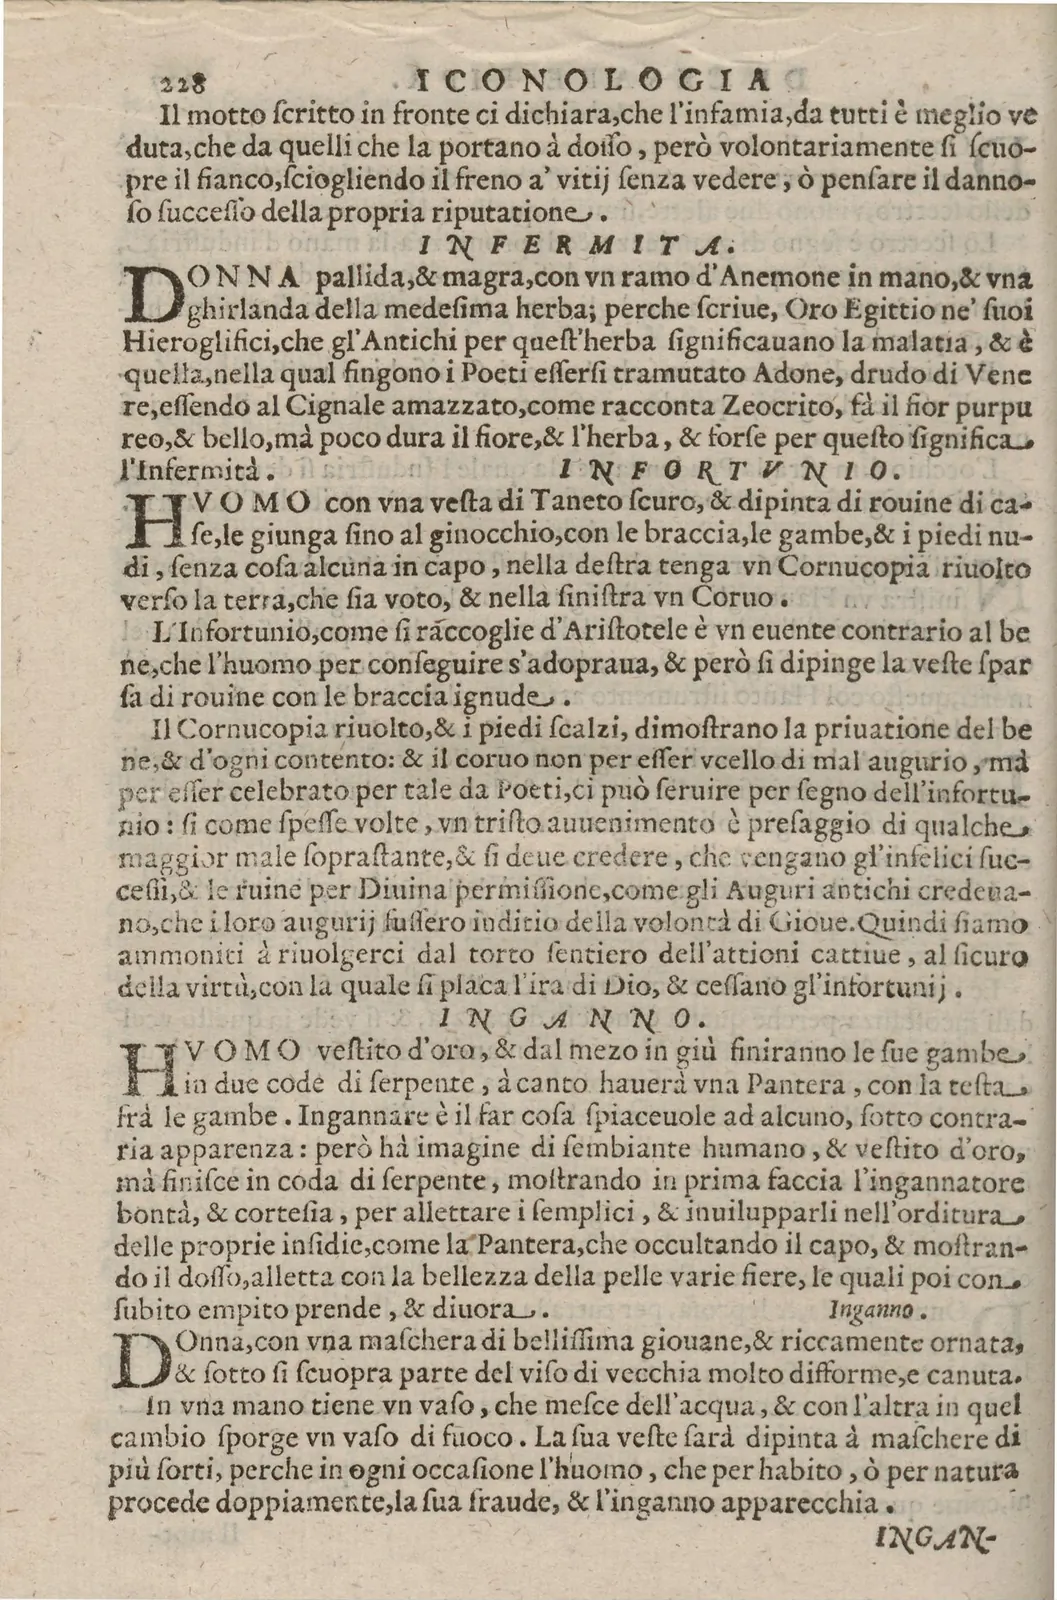 228 ICONOLOGIA
Il motto ſcritto in fronte ci dichiara,che l'infamia,da tutti è meglio ve
duta,che da quelli che la portano à doſſo, però volontariamente ſi ſcuo-
pre il fianco,ſciogliendo il freno a' vitij ſenza vedere, ò penſare il danno-
ſo ſucceſſo della propria riputatione.
INFERMITA.
DONNA pallida,& magra,con vn ramo d'Anemone in mano,& vna
ghirlanda della medeſima herba; perche ſcriue, Oro Egittio ne' ſuoi
Hieroglifici,che gl'Antichi per queſt'herba ſignificauano la malatia, & è
quella,nella qual fingono i Poeti eſſerſi tramutato Adone, drudo di Vene
re,eſſendo al Cignale amazzato,come racconta Zeocrito, fà il fior purpu
reo,& bello,mà poco dura il fiore,& l'herba, & forſe per queſto ſignifica
l'Infermità.
INFORTVNIO.
HVOMO con vna veſta di Taneto ſcuro, & dipinta di rouine di ca-
ſe,le giunga ſino al ginocchio,con le braccia,le gambe,& i piedi nu-
di, ſenza coſa alcuna in capo, nella deſtra tenga vn Cornucopia riuolto
verſo la terra,che ſia voto, & nella ſiniſtra vn Coruo.
L'Infortunio,come ſi raccoglie d'Ariſtotele è vn euente contrario al be
ne,che l'huomo per conſeguire s'adopraua, & però ſi dipinge la veſte ſpar
ſa di rouine con le braccia ignude.
Il Cornucopia riuolto,& i piedi ſcalzi, dimoſtrano la priuatione del be
ne,& d'ogni contento: & il coruo non per eſſer vcello di mal augurio, mà
per eſſer celebrato per tale da Poeti,ci può ſeruire per ſegno dell'infortu-
nio: ſi come ſpeſſe volte, vn triſto auuenimento è preſaggio di qualche
maggior male ſopraſtante,& ſi deue credere, che vengano gl'infelici ſuc-
ceſſi,& le ruine per Diuina permiſſione,come gli Auguri antichi credeua-
no,che i loro augurij fuſſero inditio della volontà di Gioue.Quindi ſiamo
ammoniti à riuolgerci dal torto ſentiero dell'attioni cattiue, al ſicuro
della virtù,con la quale ſi placa l'ira di Dio, & ceſſano gl'infortunij.
INGANNO.
HVOMO veſtito d'oro, & dal mezo in giù finiranno le ſue gambe
in due code di ſerpente, à canto hauerà vna Pantera, con la teſta
frà le gambe. Ingannare è il far coſa ſpiaceuole ad alcuno, ſotto contra-
ria apparenza: però hà imagine di ſembiante humano, & veſtito d'oro,
mà finiſce in coda di ſerpente, moſtrando in prima faccia l'ingannatore
bontà, & corteſia, per allettare i ſemplici, & inuilupparli nell'orditura
delle proprie inſidie,come la Pantera,che occultando il capo, & moſtran-
do il doſſo,alletta con la bellezza della pelle varie fiere, le quali poi con
ſubito empito prende, & diuora. Inganno.
DOnna,con vna maſchera di belliſſima giouane,& riccamente ornata,
& ſotto ſi ſcuopra parte del viſo di vecchia molto difforme,e canuta.
In vna mano tiene vn vaſo, che meſce dell'acqua, & con l'altra in quel
cambio ſporge vn vaſo di fuoco. La ſua veſte ſarà dipinta à maſchere di
più ſorti, perche in ogni occaſione l'huomo, che per habito, ò per natura
procede doppiamente,la ſua fraude, & l'inganno apparecchia.
INGAN-